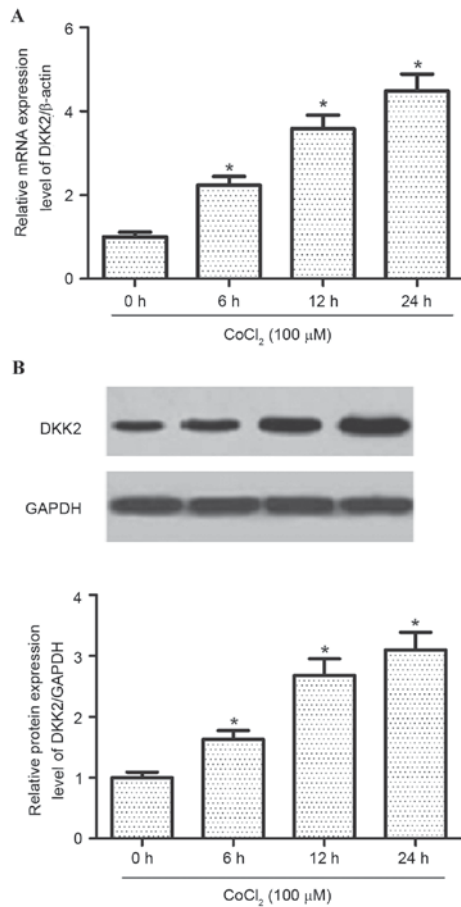 A
Relative mRNA expression
level of DKK2/β-actin
6
4
2
0
*
*
*
0 h 6 h 12 h 24 h
CoCl2 (100 µM)
B
DKK2
GAPDH
Relative protein expression
level of DKK2/GAPDH
4
3
2
1
0
*
*
*
0 h 6 h 12 h 24 h
CoCl2 (100 µM)